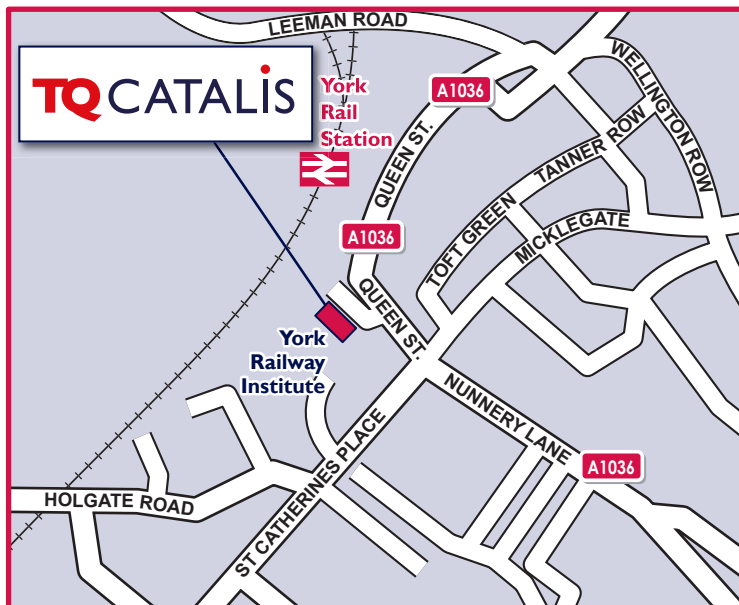 LEEMAN ROAD
TQ CATALiS
York
Rail
Station
A1036
QUEEN ST.
WELLINGTON ROW
TANNER ROW
TOFT GREEN
MICKLEGATE
A1036
QUEEN ST.
York
Railway
Institute
NUNNERY LANE
A1036
ST CATHERINES PLACE
HOLGATE ROAD